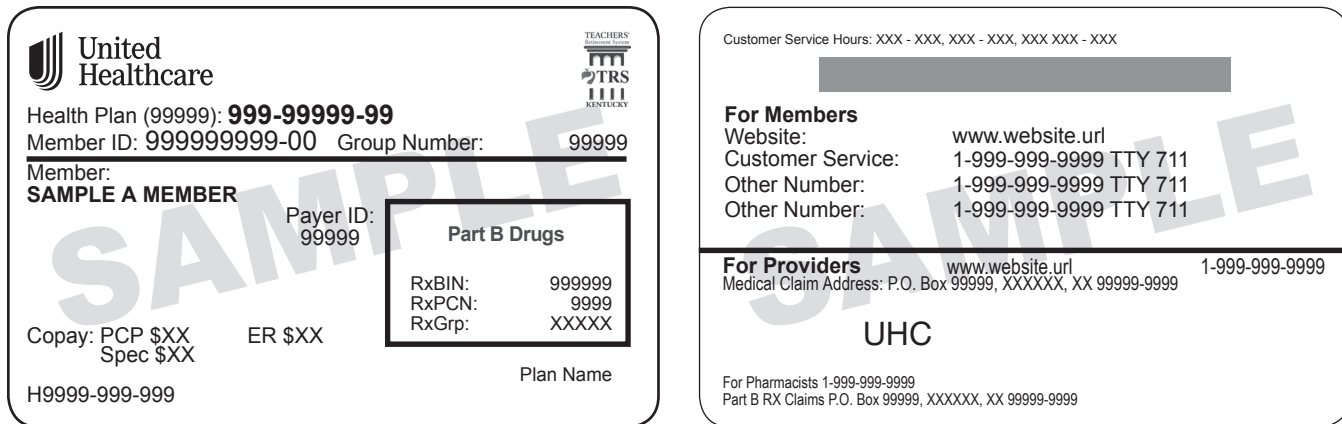 United
Healthcare
TEACHERS'
Retirement System
TRS
KENTUCKY
Health Plan (99999): 999-99999-99
Member ID: 999999999-00 Group Number: 99999
Member:
SAMPLE A MEMBER
Payer ID:
99999
Part B Drugs
RxBIN: 999999
RxPCN: 9999
RxGrp: XXXXX
Copay: PCP $XX ER $XX
Spec $XX
Plan Name
H9999-999-999
SAMPLE
Customer Service Hours: XXX - XXX, XXX - XXX, XXX XXX - XXX
For Members
Website: www.website.url
Customer Service: 1-999-999-9999 TTY 711
Other Number: 1-999-999-9999 TTY 711
Other Number: 1-999-999-9999 TTY 711
For Providers www.website.url 1-999-999-9999
Medical Claim Address: P.O. Box 99999, XXXXXX, XX 99999-9999
UHC
For Pharmacists 1-999-999-9999
Part B RX Claims P.O. Box 99999, XXXXXX, XX 99999-9999
SAMPLE